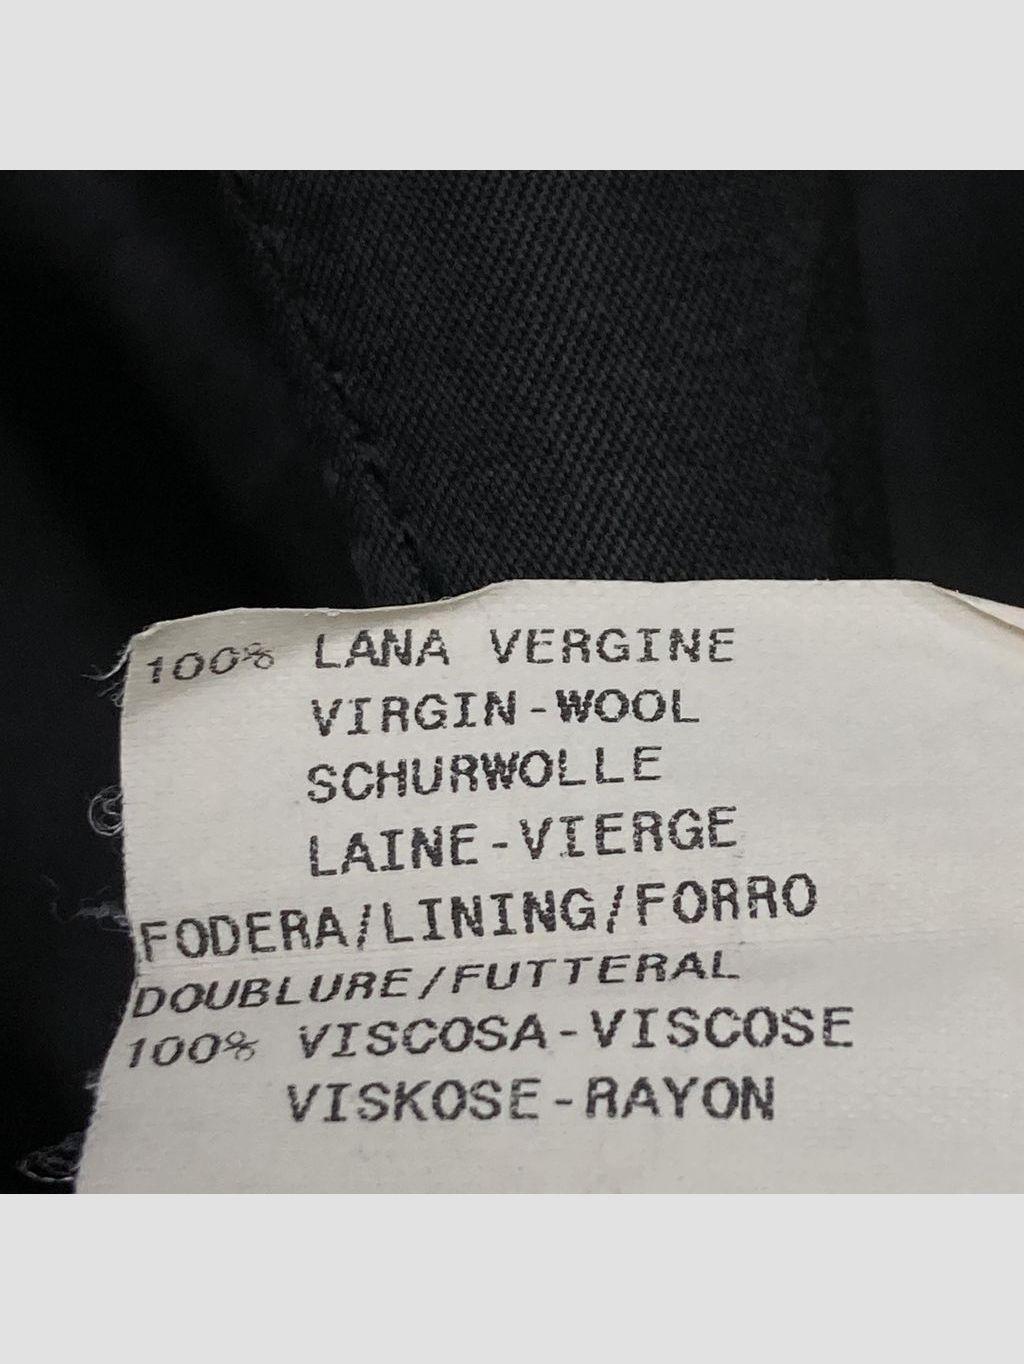 100% LANA VERGINE
VIRGIN-WOOL
SCHURWOLLE
LAINE-VIERGE
FODERA/LINING/FORRO
DOUBLURE/FUTTERAL
100% VISCOSA-VISCOSE
VISKOSE-RAYON